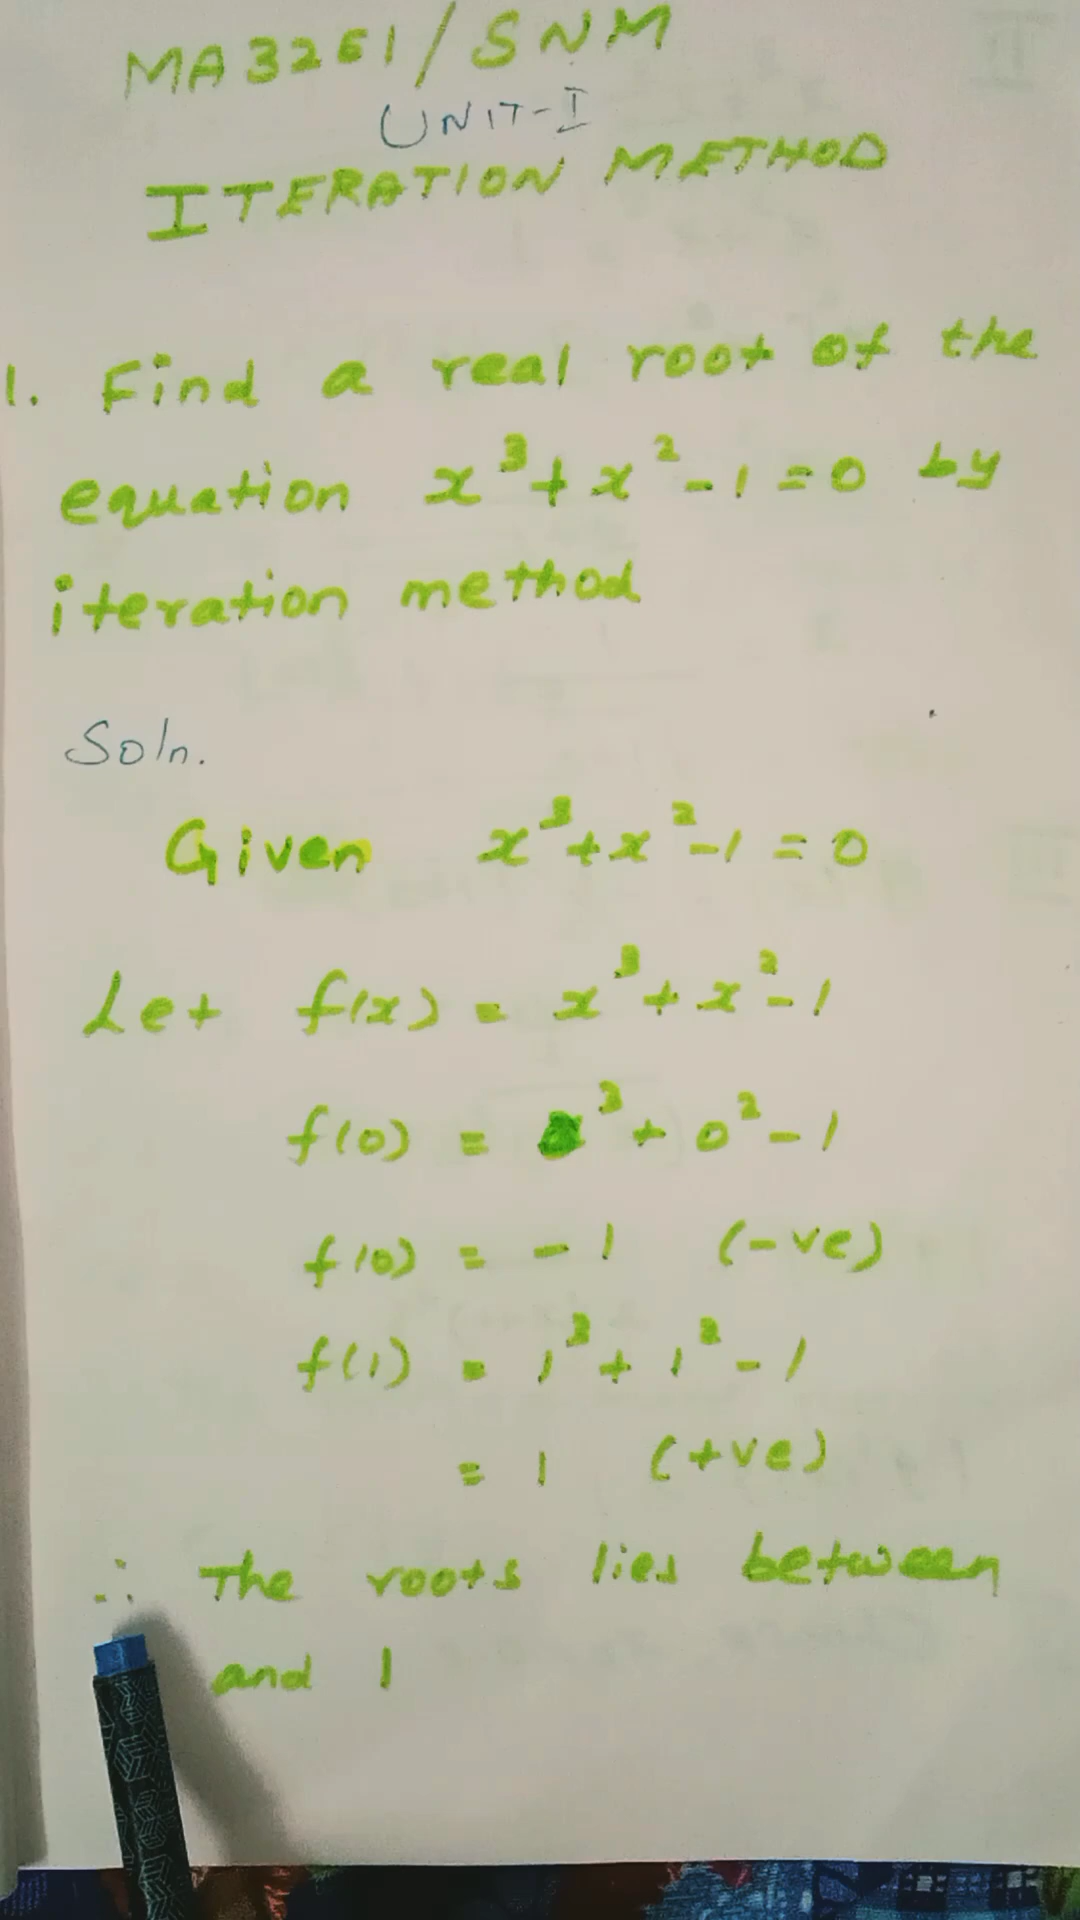 MA3251/SNM
UNIT-I
ITERATION METHOD
1. Find a real root of the
equation x³+x²-1=0 by
iteration method
Soln.
Given x³+x²-1=0
Let f(x) = x³+x²-1
f(0) = 0³+0²-1
f(0) = -1 (-ve)
f(1) = 1³+1²-1
= 1 (+ve)
∴ The roots lies between
and 1